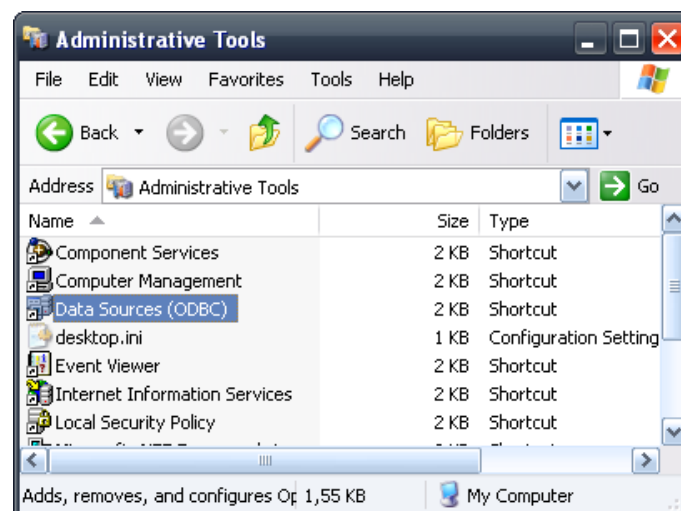 Administrative Tools
File Edit View Favorites Tools Help
Back Search Folders
Address Administrative Tools Go
Name Size Type
Component Services 2 KB Shortcut
Computer Management 2 KB Shortcut
Data Sources (ODBC) 2 KB Shortcut
desktop.ini 1 KB Configuration Setting
Event Viewer 2 KB Shortcut
Internet Information Services 2 KB Shortcut
Local Security Policy 2 KB Shortcut
Adds, removes, and configures Op 1,55 KB My Computer